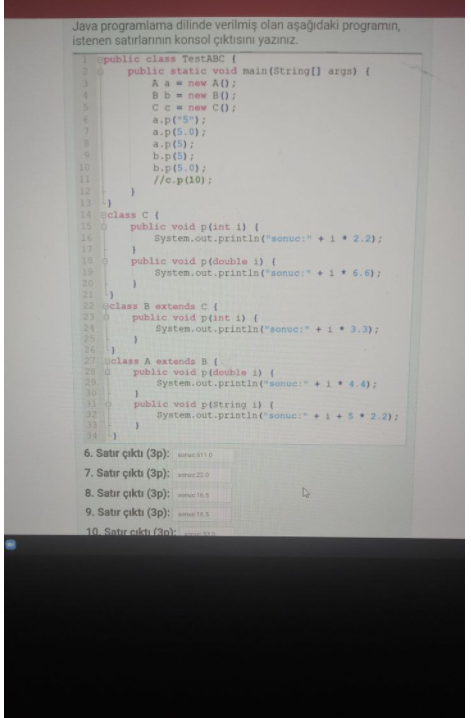 Java programlama dilinde verilmiş olan aşağıdaki programın,
istenen satırlarının konsol çıktısını yazınız.
1 public class TestABC {
2 public static void main(String[] args) {
3 A a = new A();
4 B b = new B();
5 C c = new C();
6 a.p("5");
7 a.p(5.0);
8 a.p(5);
9 b.p(5);
10 b.p(5.0);
11 //c.p(10);
12 }
13 }
14 class C {
15 public void p(int i) {
16 System.out.println("sonuc:" + i * 2.2);
17 }
18 public void p(double i) {
19 System.out.println("sonuc:" + i * 6.6);
20 }
21 }
22 class B extends C {
23 public void p(int i) {
24 System.out.println("sonuc:" + i * 3.3);
25 }
26 }
27 class A extends B {
28 public void p(double i) {
29 System.out.println("sonuc:" + i * 4.4);
30 }
31 public void p(String i) {
32 System.out.println("sonuc:" + i + 5 * 2.2);
33 }
34 }
6. Satır çıktı (3p): sonuc:511.0
7. Satır çıktı (3p): sonuc:22.0
8. Satır çıktı (3p): sonuc:16.5
9. Satır çıktı (3p): sonuc:16.5
10. Satır çıktı (3p): sonuc:33.0